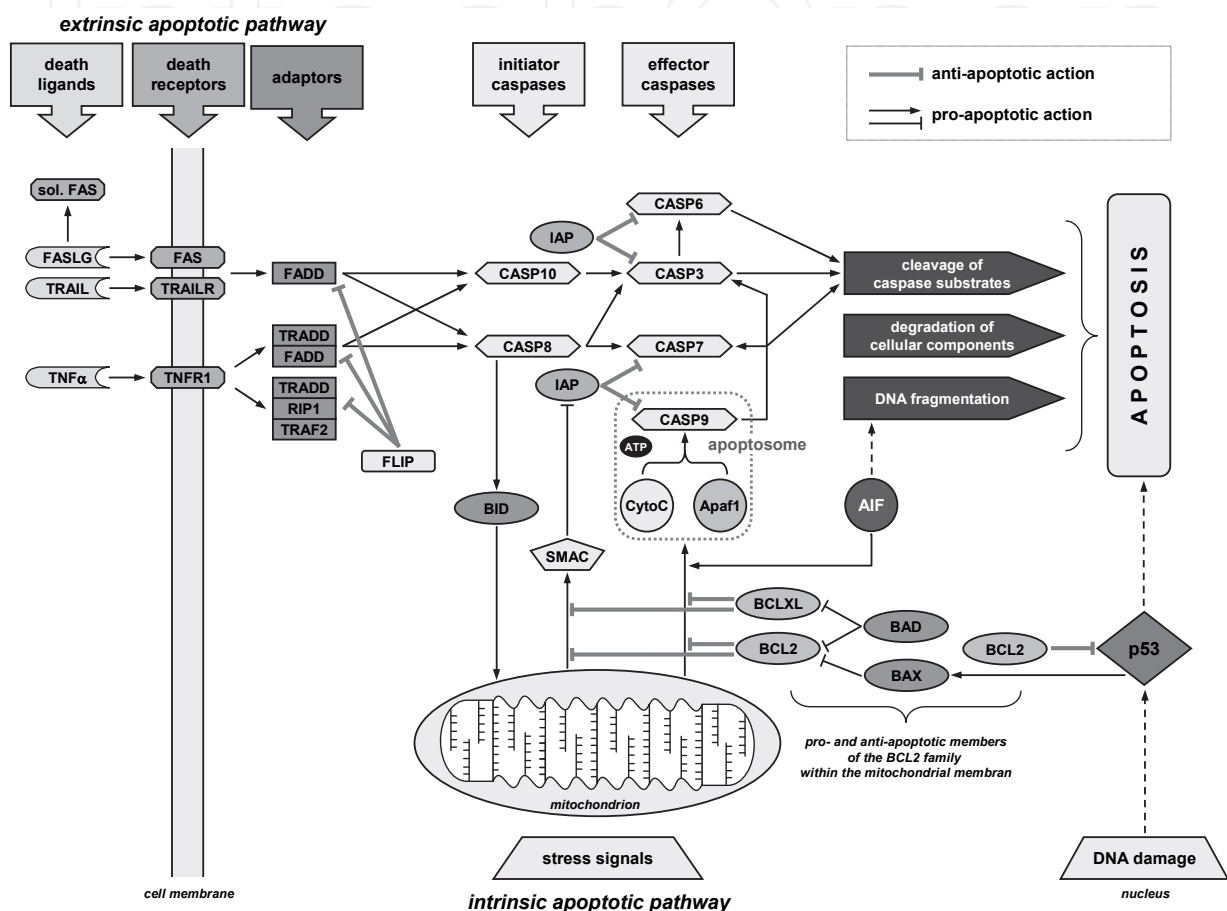 extrinsic apoptotic pathway
death
ligands
death
receptors
adaptors
initiator
caspases
effector
caspases
anti-apoptotic action
pro-apoptotic action
sol. FAS
FASLG
FAS
TRAIL
TRAILR
TNFα
TNFR1
FADD
TRADD
FADD
TRADD
RIP1
TRAF2
FLIP
IAP
CASP6
CASP10
CASP3
CASP8
CASP7
IAP
CASP9
ATP
apoptosome
CytoC
Apaf1
BID
SMAC
cleavage of
caspase substrates
degradation of
cellular components
DNA fragmentation
APOPTOSIS
AIF
BCLXL
BAD
BCL2
BCL2
BAX
p53
pro- and anti-apoptotic members
of the BCL2 family
within the mitochondrial membran
mitochondrion
stress signals
DNA damage
cell membrane
nucleus
intrinsic apoptotic pathway